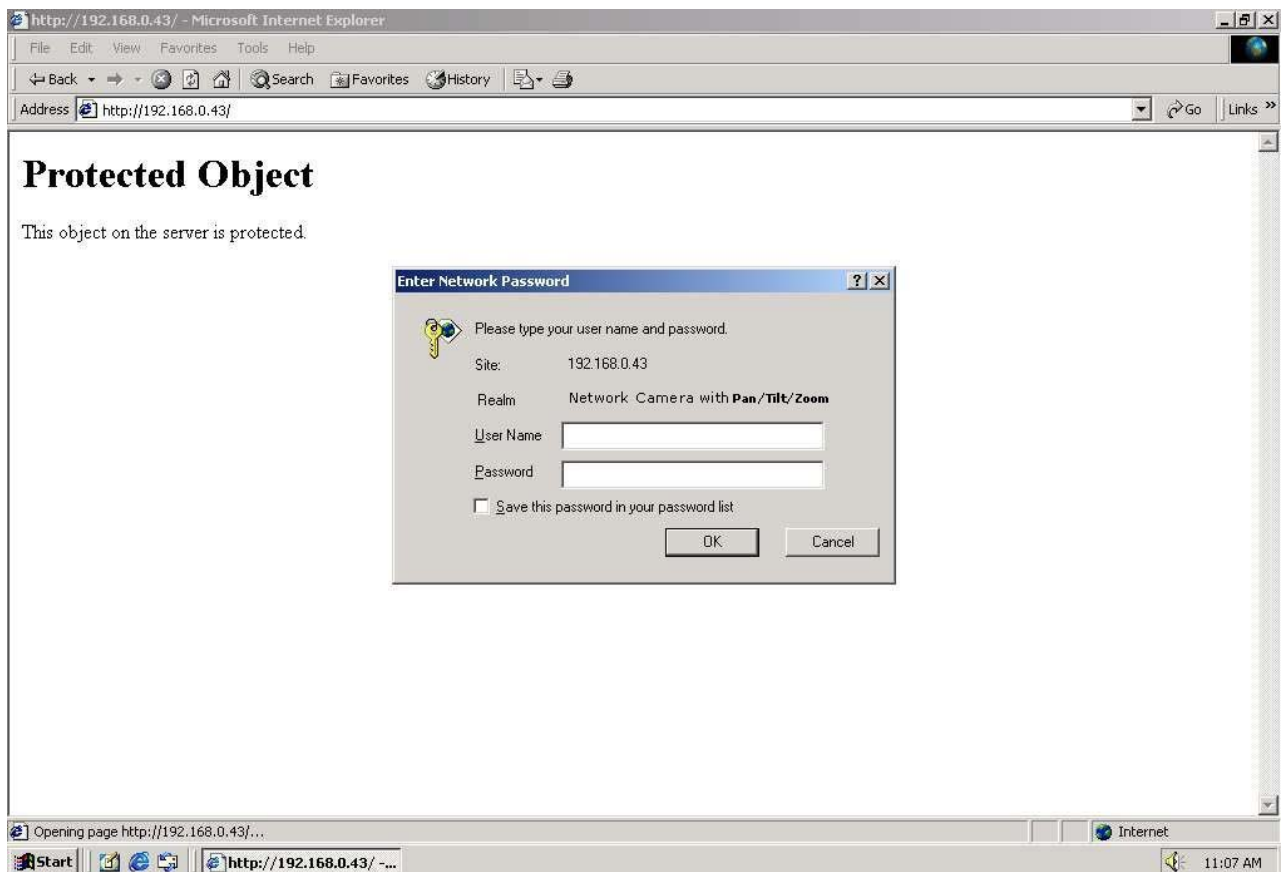 http://192.168.0.43/ - Microsoft Internet Explorer
File Edit View Favorites Tools Help
Back Search Favorites History
Address http://192.168.0.43/ Go Links »
Protected Object
This object on the server is protected.
Enter Network Password
Please type your user name and password.
Site: 192.168.0.43
Realm Network Camera with Pan/Tilt/Zoom
User Name
Password
Save this password in your password list
OK Cancel
Opening page http://192.168.0.43/... Internet
Start http://192.168.0.43/ -... 11:07 AM